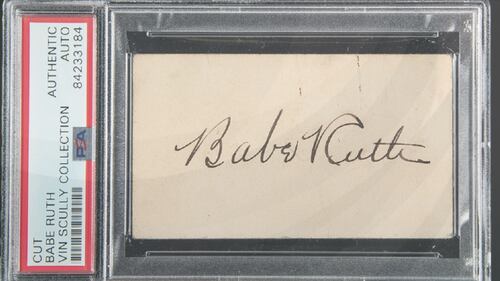 CUT
BABE RUTH
VIN SCULLY COLLECTION
AUTHENTIC
AUTO
84233184
PSA
Babe Ruth